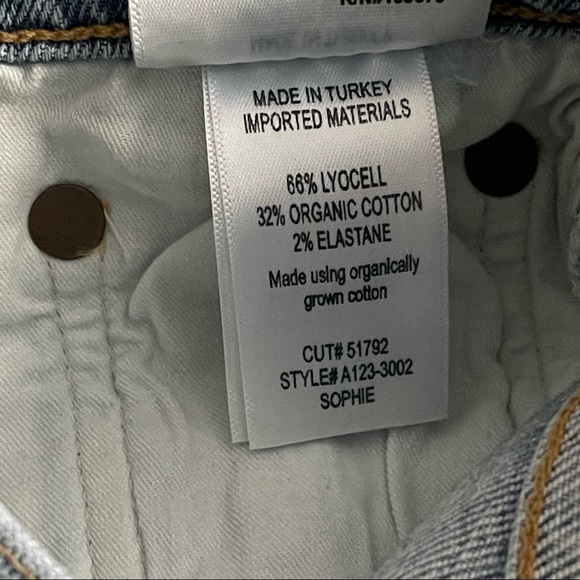 MADE IN TURKEY
IMPORTED MATERIALS
66% LYOCELL
32% ORGANIC COTTON
2% ELASTANE
Made using organically
grown cotton
CUT# 51792
STYLE# A123-3002
SOPHIE